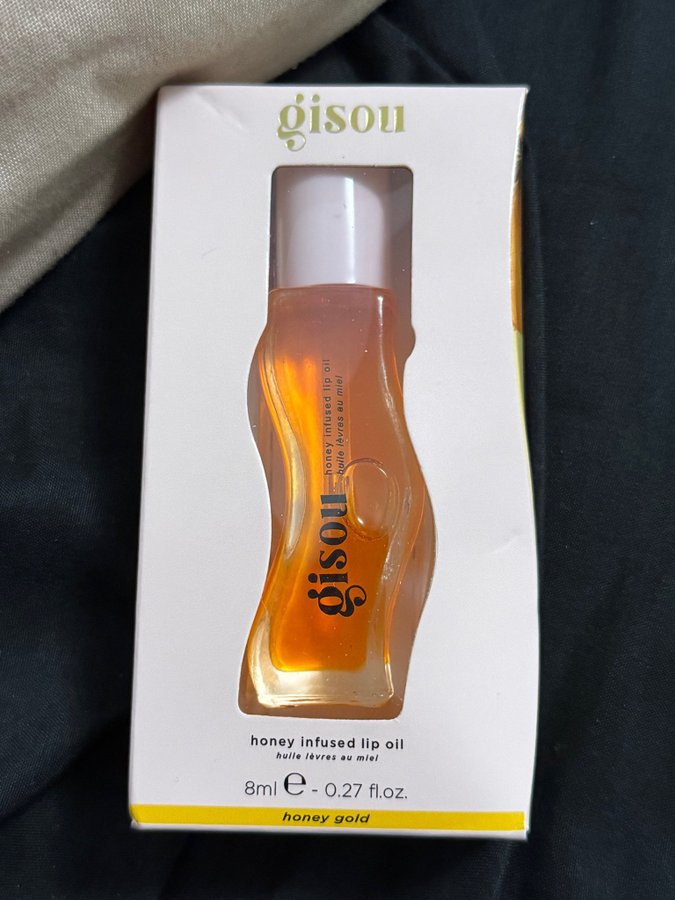 gisou
honey infused lip oil
huile lèvres au miel
gisou
honey infused lip oil
huile lèvres au miel
8ml e - 0.27 fl.oz.
honey gold